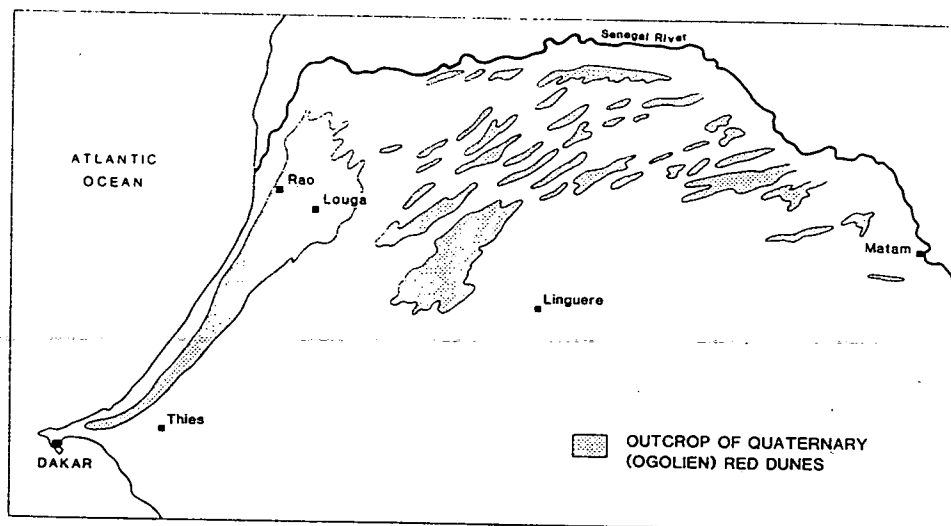 Senegal River
ATLANTIC
OCEAN
Rao
Louga
Matam
Linguere
Thies
DAKAR
OUTCROP OF QUATERNARY
(OGOLIEN) RED DUNES